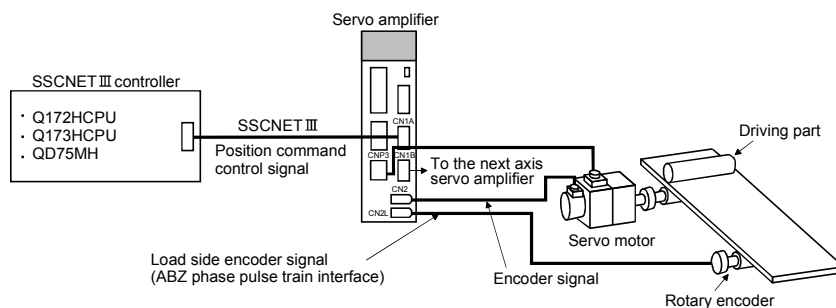 Servo amplifier
SSCNETⅢ controller
・ Q172HCPU
・ Q173HCPU
・ QD75MH
SSCNETⅢ
Position command
control signal
CN1A
CNP3
CN1B
CN2
CN2L
To the next axis
servo amplifier
Driving part
Servo motor
Load side encoder signal
(ABZ phase pulse train interface)
Encoder signal
Rotary encoder